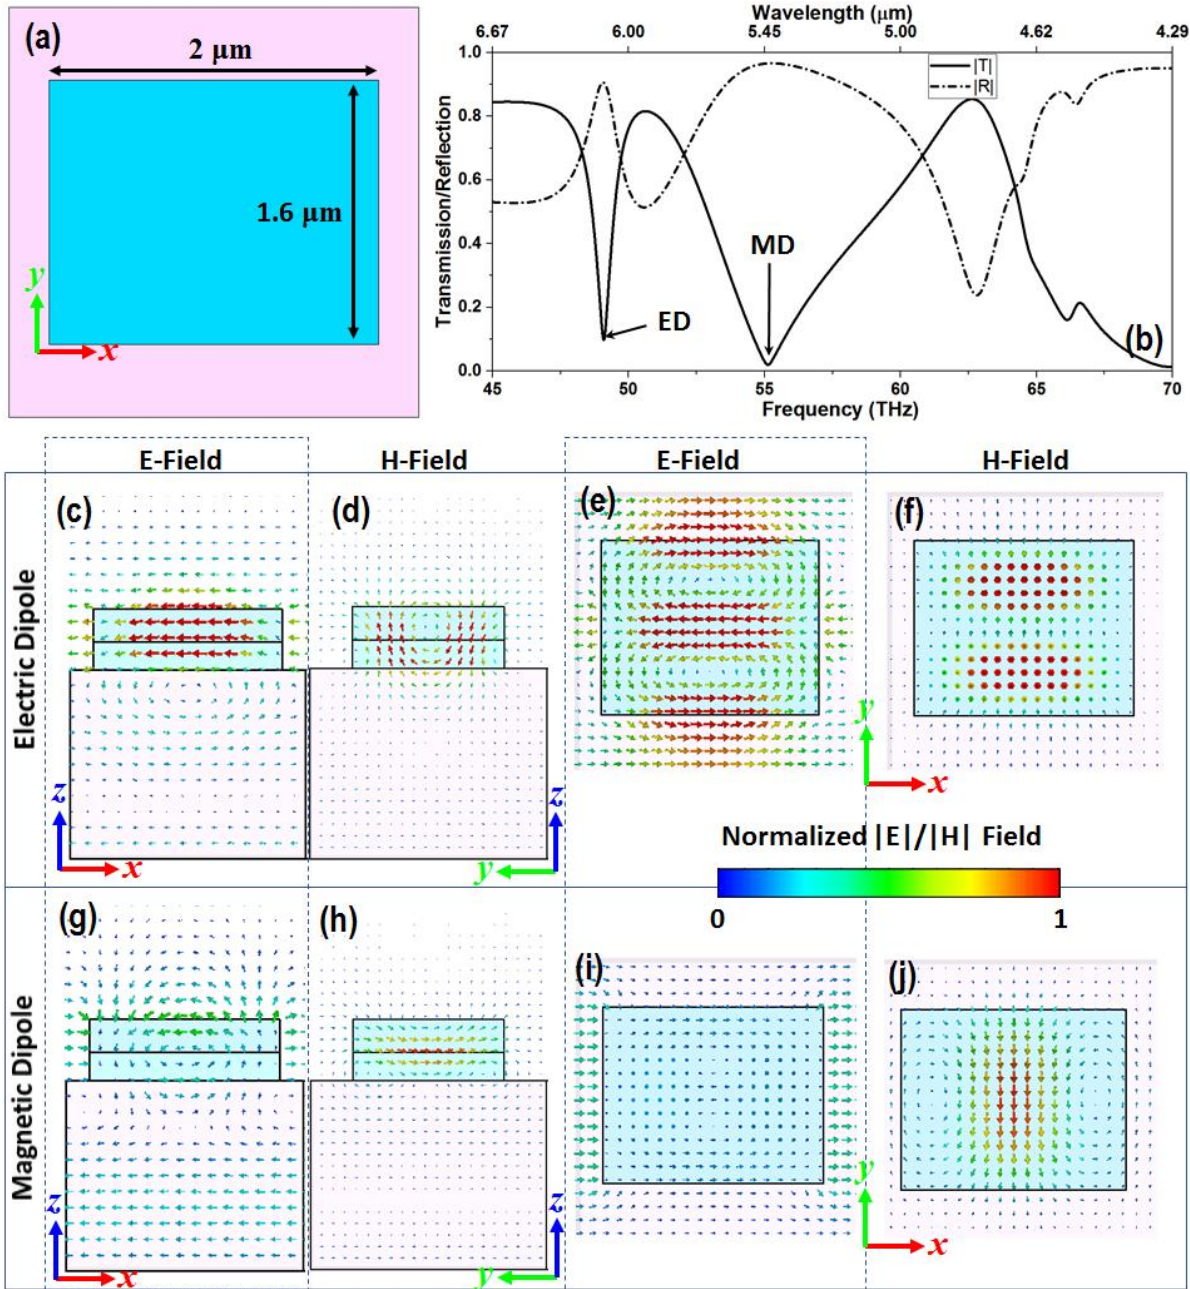 (a)
2 μm
1.6 μm
y
x
Wavelength (μm)
6.67 6.00 5.45 5.00 4.62 4.29
1.0
0.8
0.6
0.4
0.2
0.0
Transmission/Reflection
|T|
|R|
MD
ED
(b)
45 50 55 60 65 70
Frequency (THz)
E-Field H-Field E-Field H-Field
Electric Dipole
(c) (d) (e) (f)
z
x
z
y
y
x
Normalized |E|/|H| Field
0 1
Magnetic Dipole
(g) (h) (i) (j)
z
x
z
y
y
x